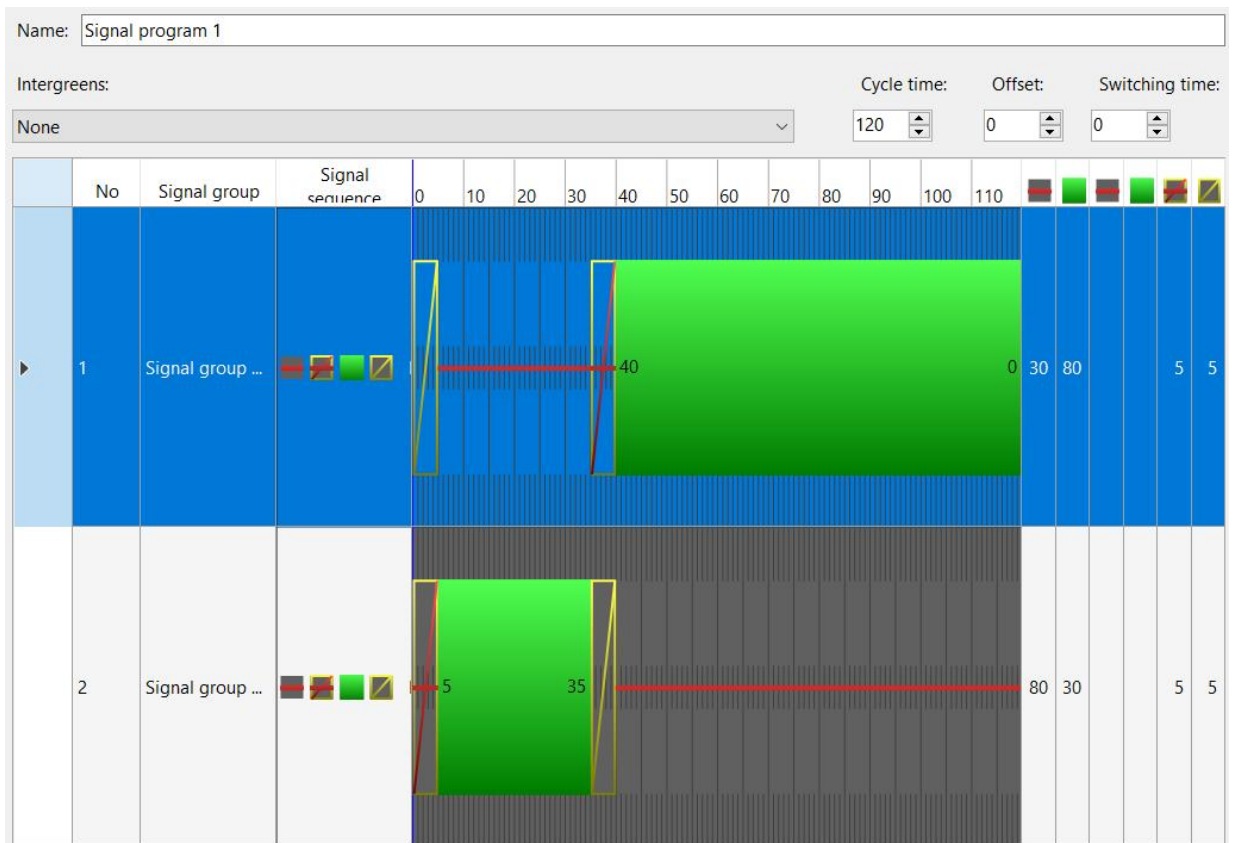 Name: Signal program 1
Intergreens: Cycle time: Offset: Switching time:
None 120 0 0
No Signal group Signal sequence 0 10 20 30 40 50 60 70 80 90 100 110
1 Signal group ... 40 0 30 80 5 5
2 Signal group ... 5 35 80 30 5 5